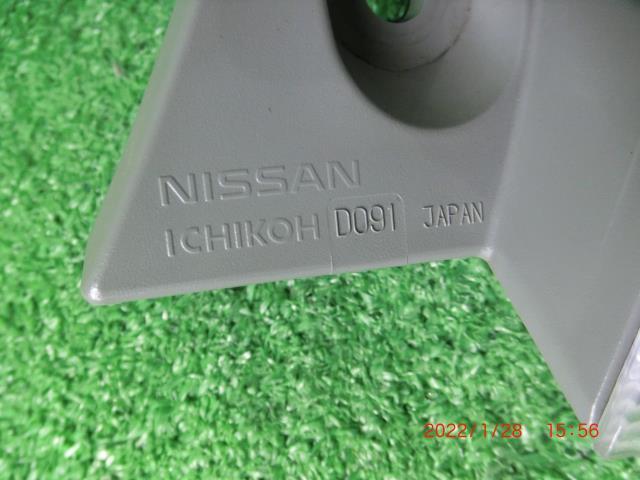 NISSAN
ICHIKOH D091 JAPAN
2022/1/28 15:56